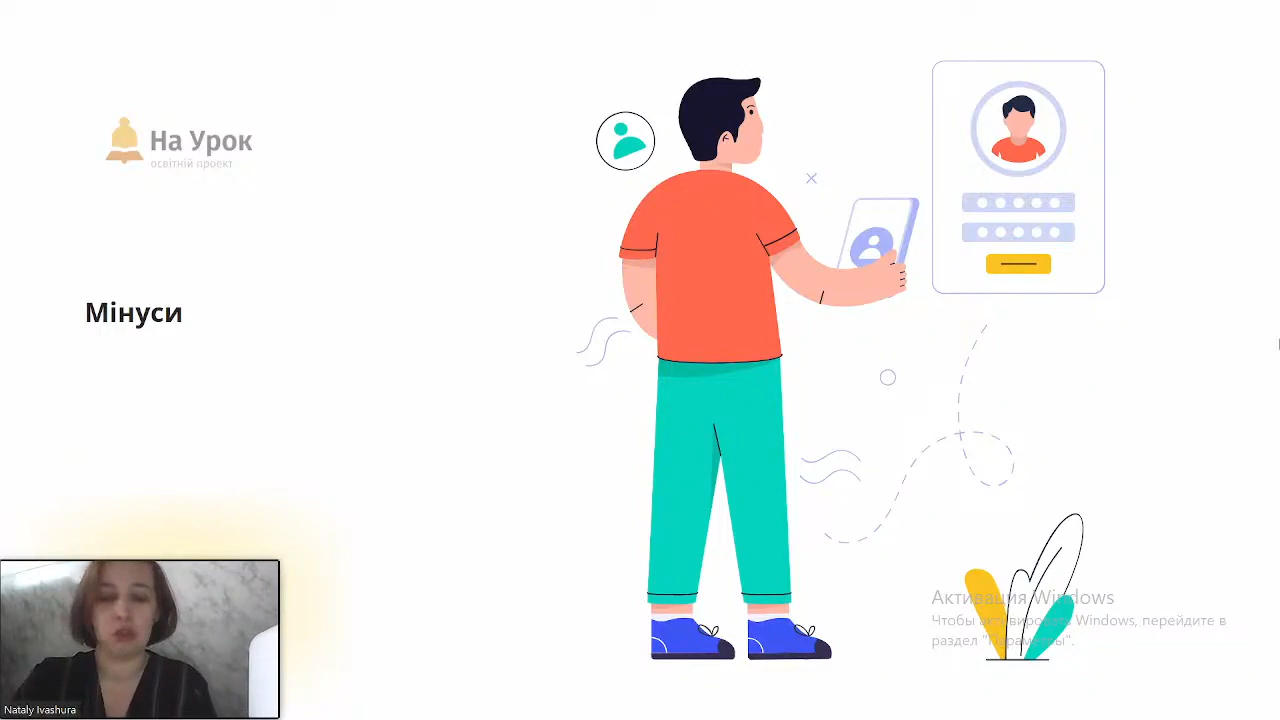 На Урок
освітній проект
Мінуси
Nataly Ivashura
Активация Windows
Чтобы активировать Windows, перейдите в
раздел "Параметры".